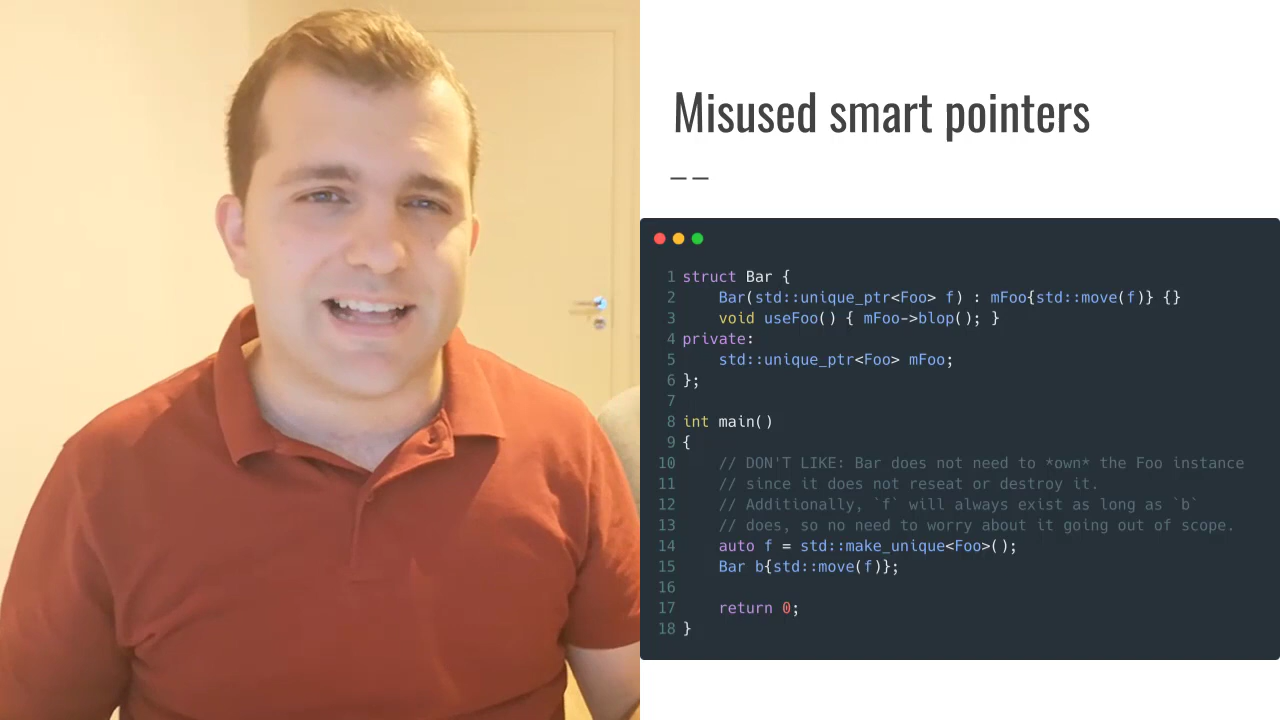 Misused smart pointers
1 struct Bar {
2     Bar(std::unique_ptr<Foo> f) : mFoo{std::move(f)} {}
3     void useFoo() { mFoo->blop(); }
4 private:
5     std::unique_ptr<Foo> mFoo;
6 };
7
8 int main()
9 {
10     // DON'T LIKE: Bar does not need to *own* the Foo instance
11     // since it does not reseat or destroy it.
12     // Additionally, `f` will always exist as long as `b`
13     // does, so no need to worry about it going out of scope.
14     auto f = std::make_unique<Foo>();
15     Bar b{std::move(f)};
16
17     return 0;
18 }